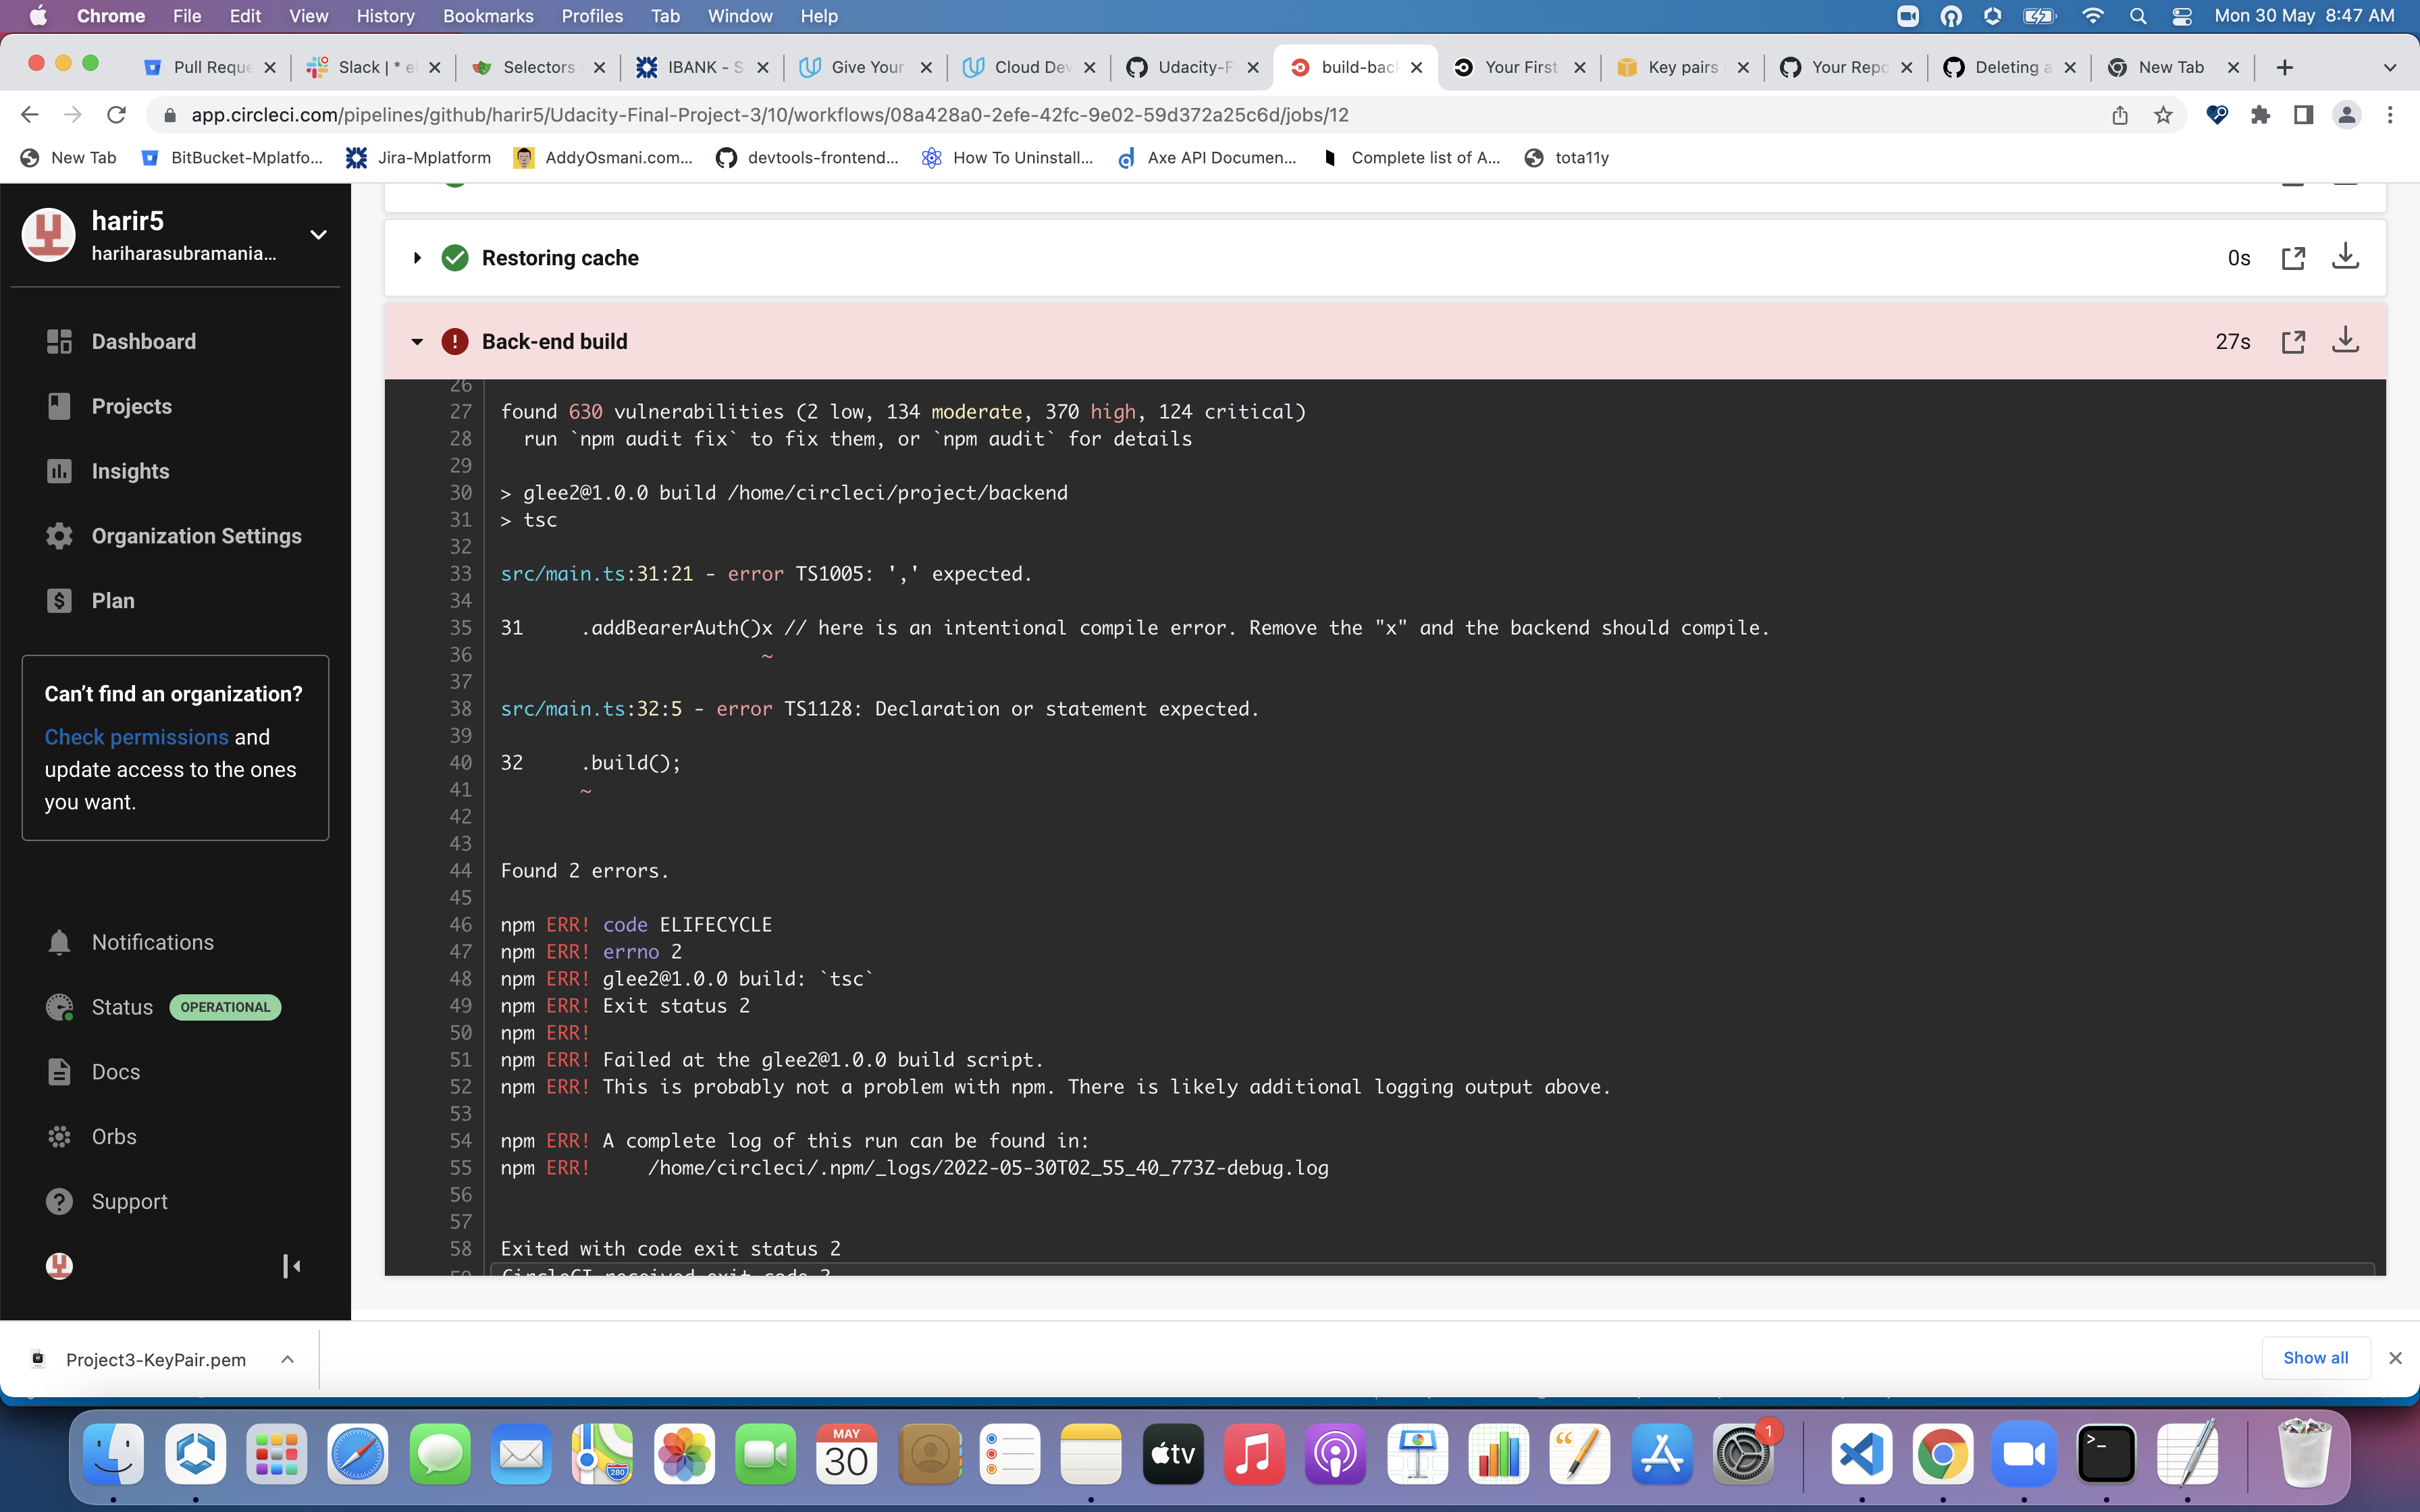 Chrome File Edit View History Bookmarks Profiles Tab Window Help Mon 30 May 8:47 AM
Pull Reque Slack | * e Selectors IBANK - S Give Your Cloud Dev Udacity-F build-bac Your First Key pairs Your Repo Deleting a New Tab
app.circleci.com/pipelines/github/harir5/Udacity-Final-Project-3/10/workflows/08a428a0-2efe-42fc-9e02-59d372a25c6d/jobs/12
New Tab BitBucket-Mplatfo... Jira-Mplatform AddyOsmani.com... devtools-frontend... How To Uninstall... Axe API Documen... Complete list of A... tota11y
harir5
hariharasubramania...
Dashboard
Projects
Insights
Organization Settings
Plan
Can't find an organization?
Check permissions and
update access to the ones
you want.
Notifications
Status OPERATIONAL
Docs
Orbs
Support
Restoring cache 0s
Back-end build 27s
26
27 found 630 vulnerabilities (2 low, 134 moderate, 370 high, 124 critical)
28 run `npm audit fix` to fix them, or `npm audit` for details
29
30 > glee2@1.0.0 build /home/circleci/project/backend
31 > tsc
32
33 src/main.ts:31:21 - error TS1005: ',' expected.
34
35 31 .addBearerAuth()x // here is an intentional compile error. Remove the "x" and the backend should compile.
36 ~
37
38 src/main.ts:32:5 - error TS1128: Declaration or statement expected.
39
40 32 .build();
41 ~
42
43
44 Found 2 errors.
45
46 npm ERR! code ELIFECYCLE
47 npm ERR! errno 2
48 npm ERR! glee2@1.0.0 build: `tsc`
49 npm ERR! Exit status 2
50 npm ERR!
51 npm ERR! Failed at the glee2@1.0.0 build script.
52 npm ERR! This is probably not a problem with npm. There is likely additional logging output above.
53
54 npm ERR! A complete log of this run can be found in:
55 npm ERR! /home/circleci/.npm/_logs/2022-05-30T02_55_40_773Z-debug.log
56
57
58 Exited with code exit status 2
59 CircleCI received exit code 2
Project3-KeyPair.pem Show all
MAY
30
280
tv
1